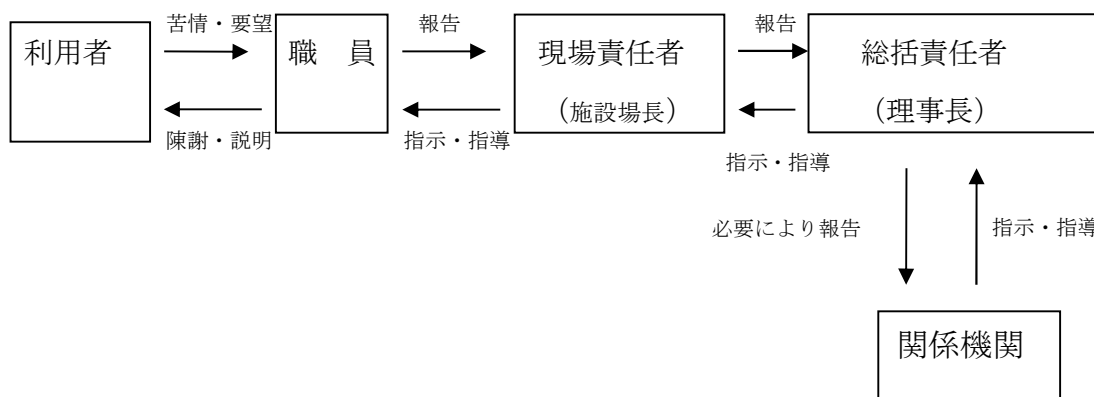 苦情・要望
報告
報告
利用者
職　員
現場責任者
（施設場長）
総括責任者
（理事長）
陳謝・説明
指示・指導
指示・指導
必要により報告
指示・指導
関係機関